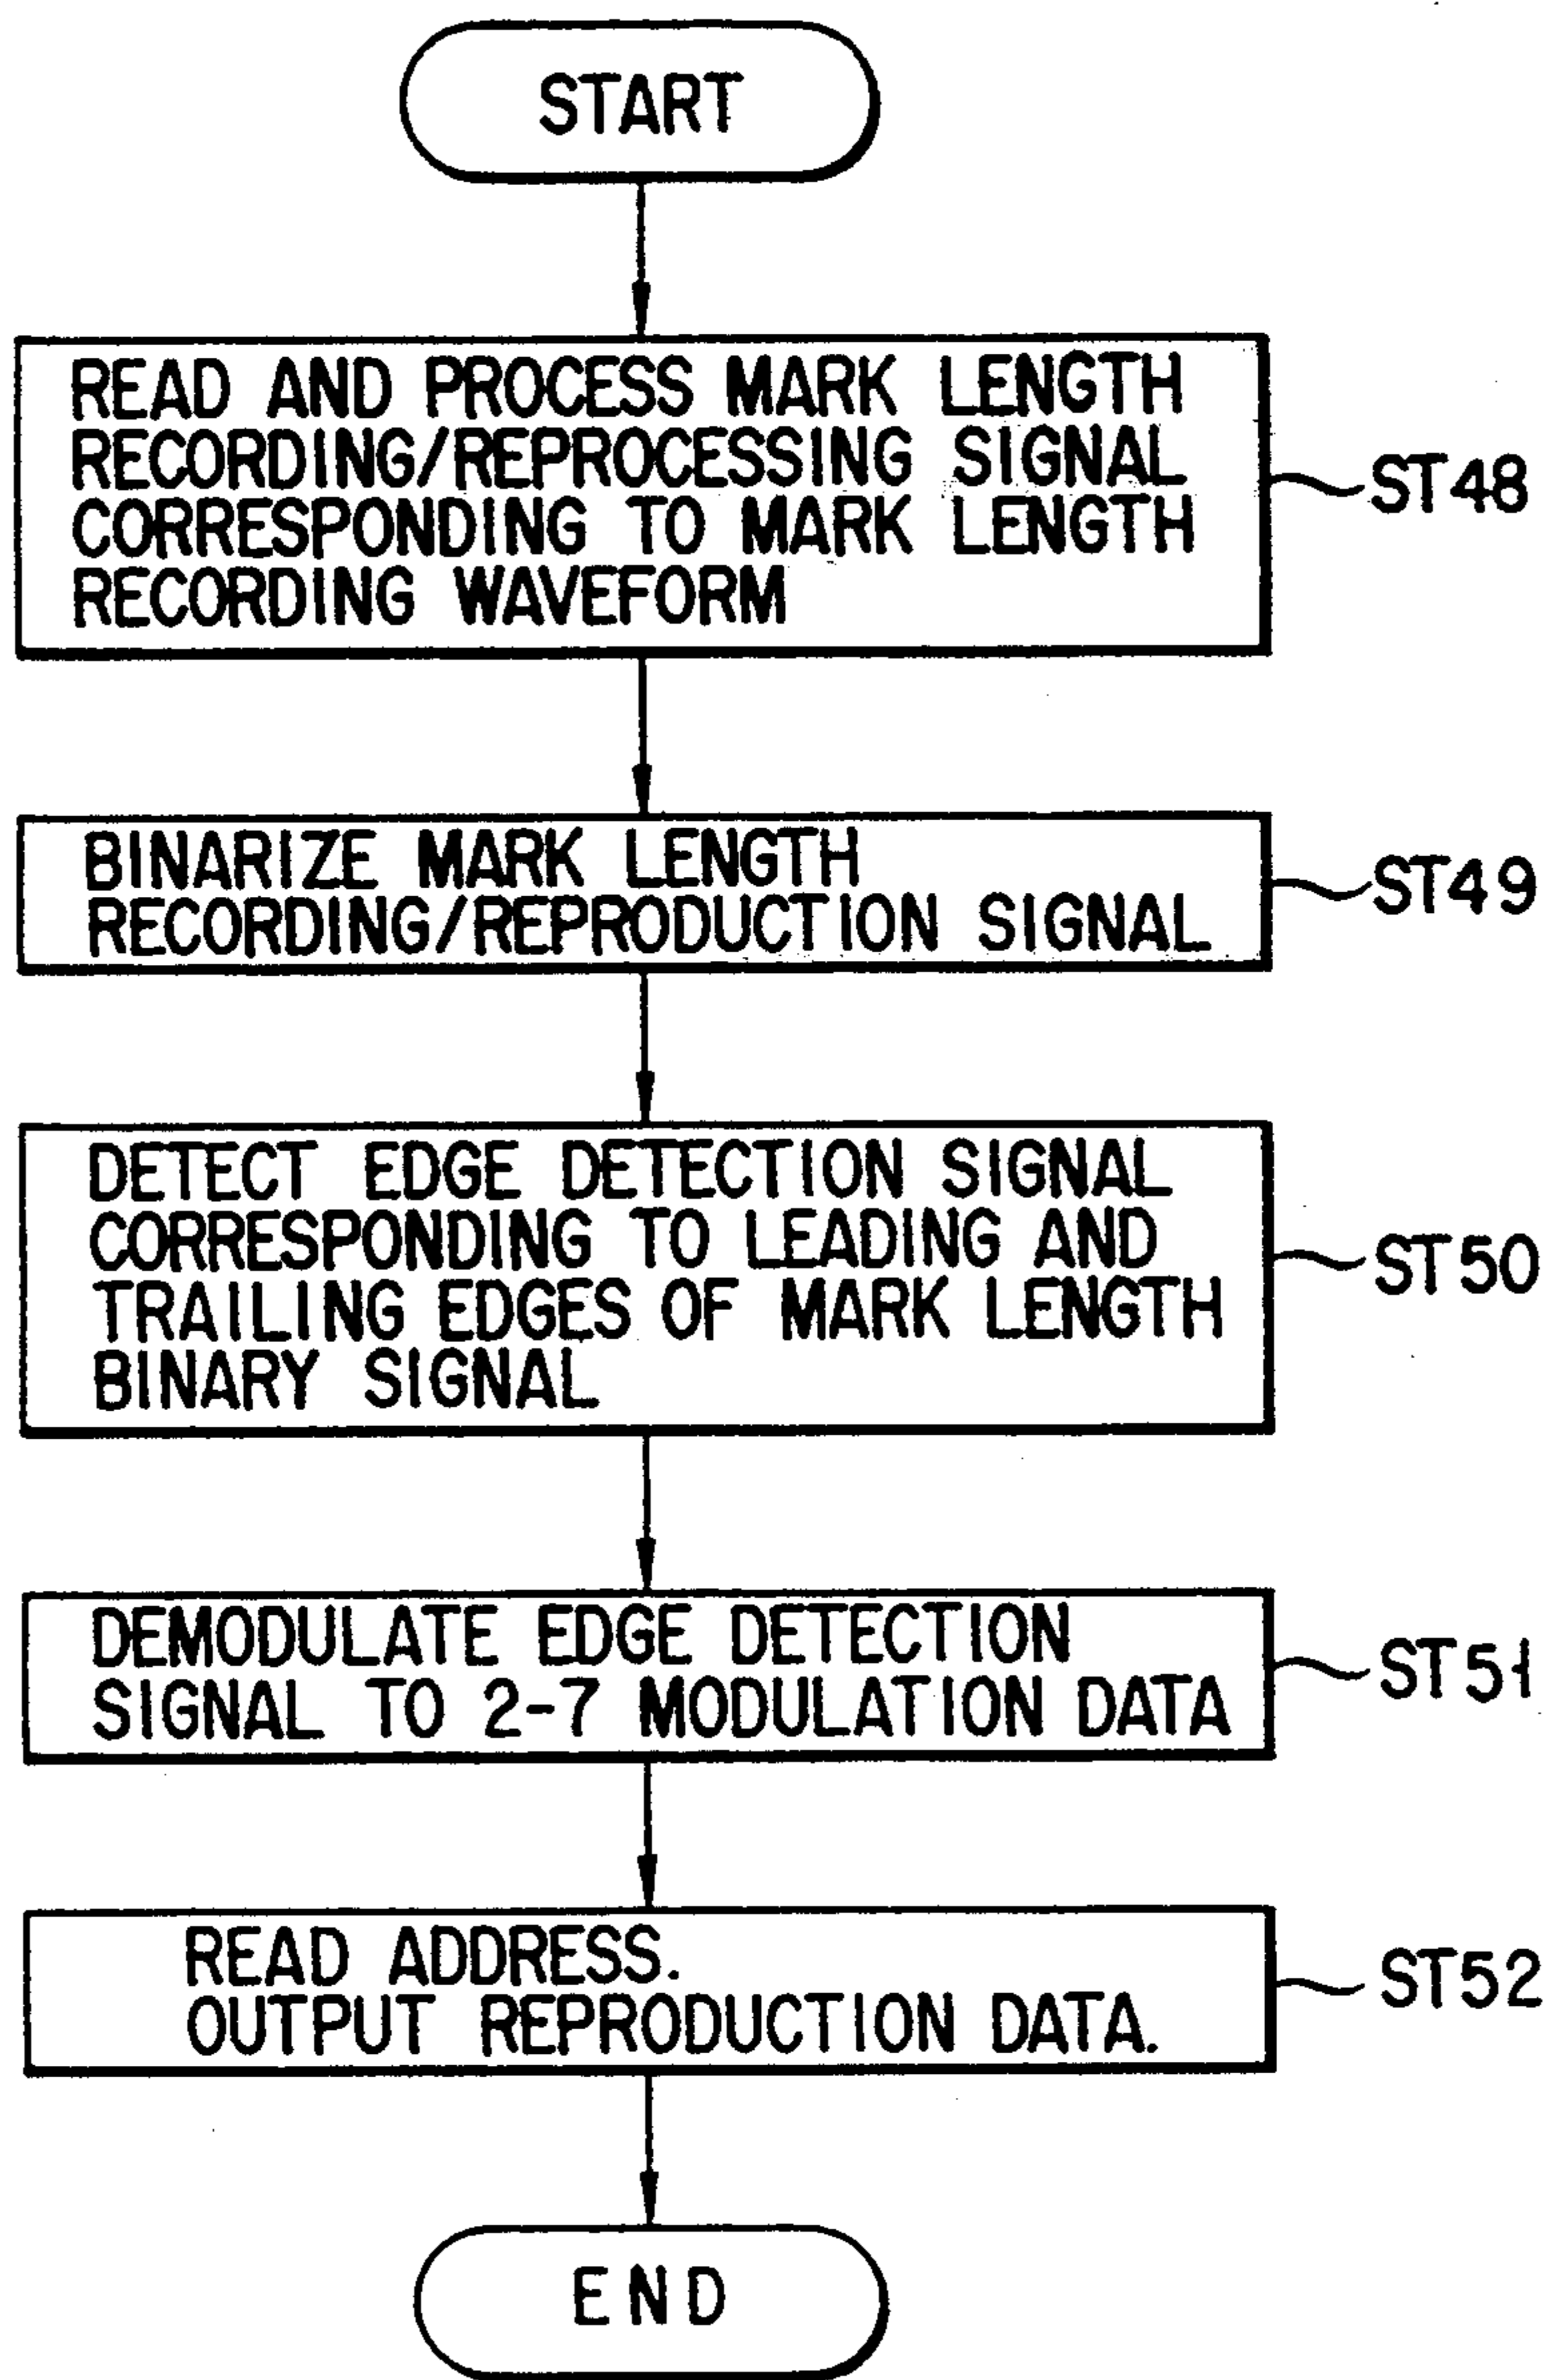 START
READ AND PROCESS MARK LENGTH
RECORDING/REPROCESSING SIGNAL
CORRESPONDING TO MARK LENGTH
RECORDING WAVEFORM
ST48
BINARIZE MARK LENGTH
RECORDING/REPRODUCTION SIGNAL
ST49
DETECT EDGE DETECTION SIGNAL
CORRESPONDING TO LEADING AND
TRAILING EDGES OF MARK LENGTH
BINARY SIGNAL
ST50
DEMODULATE EDGE DETECTION
SIGNAL TO 2-7 MODULATION DATA
ST51
READ ADDRESS.
OUTPUT REPRODUCTION DATA.
ST52
END